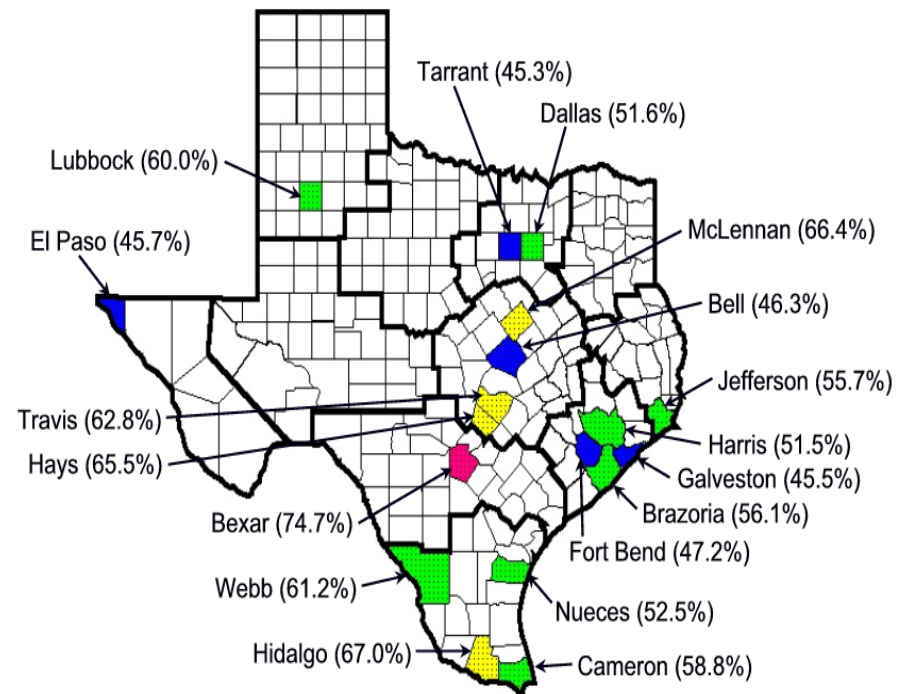 Tarrant (45.3%)
Dallas (51.6%)
Lubbock (60.0%)
McLennan (66.4%)
El Paso (45.7%)
Bell (46.3%)
Jefferson (55.7%)
Travis (62.8%)
Harris (51.5%)
Hays (65.5%)
Galveston (45.5%)
Brazoria (56.1%)
Bexar (74.7%)
Fort Bend (47.2%)
Webb (61.2%)
Nueces (52.5%)
Hidalgo (67.0%)
Cameron (58.8%)